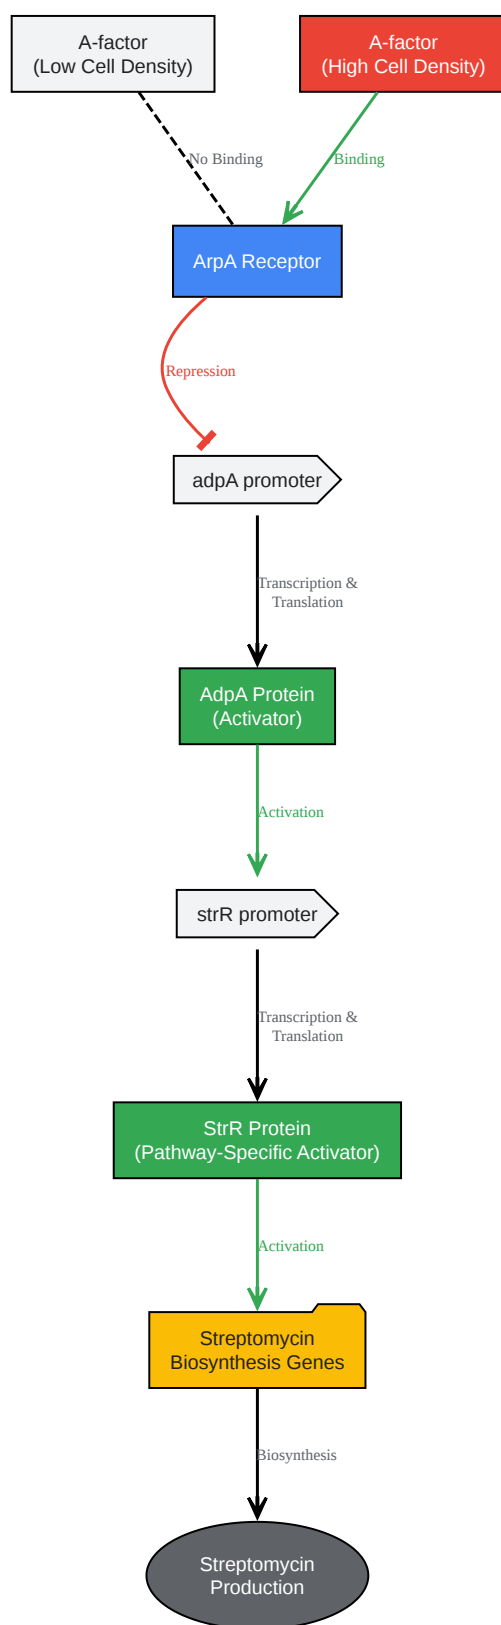 A-factor
(Low Cell Density)
A-factor
(High Cell Density)
No Binding
Binding
ArpA Receptor
Repression
adpA promoter
Transcription &
Translation
AdpA Protein
(Activator)
Activation
strR promoter
Transcription &
Translation
StrR Protein
(Pathway-Specific Activator)
Activation
Streptomycin
Biosynthesis Genes
Biosynthesis
Streptomycin
Production